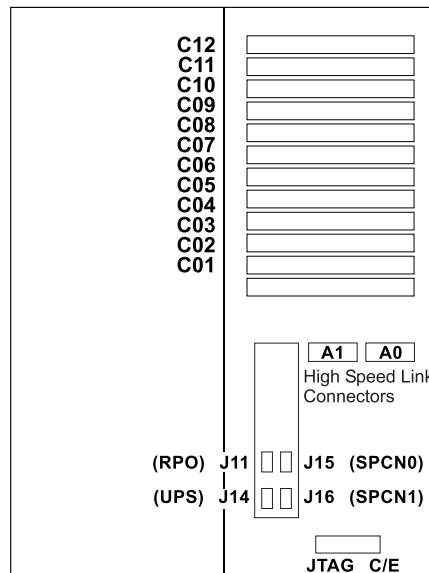 C12
C11
C10
C09
C08
C07
C06
C05
C04
C03
C02
C01
A1 A0
High Speed Link
Connectors
(RPO) J11 J15 (SPCN0)
(UPS) J14 J16 (SPCN1)
JTAG C/E